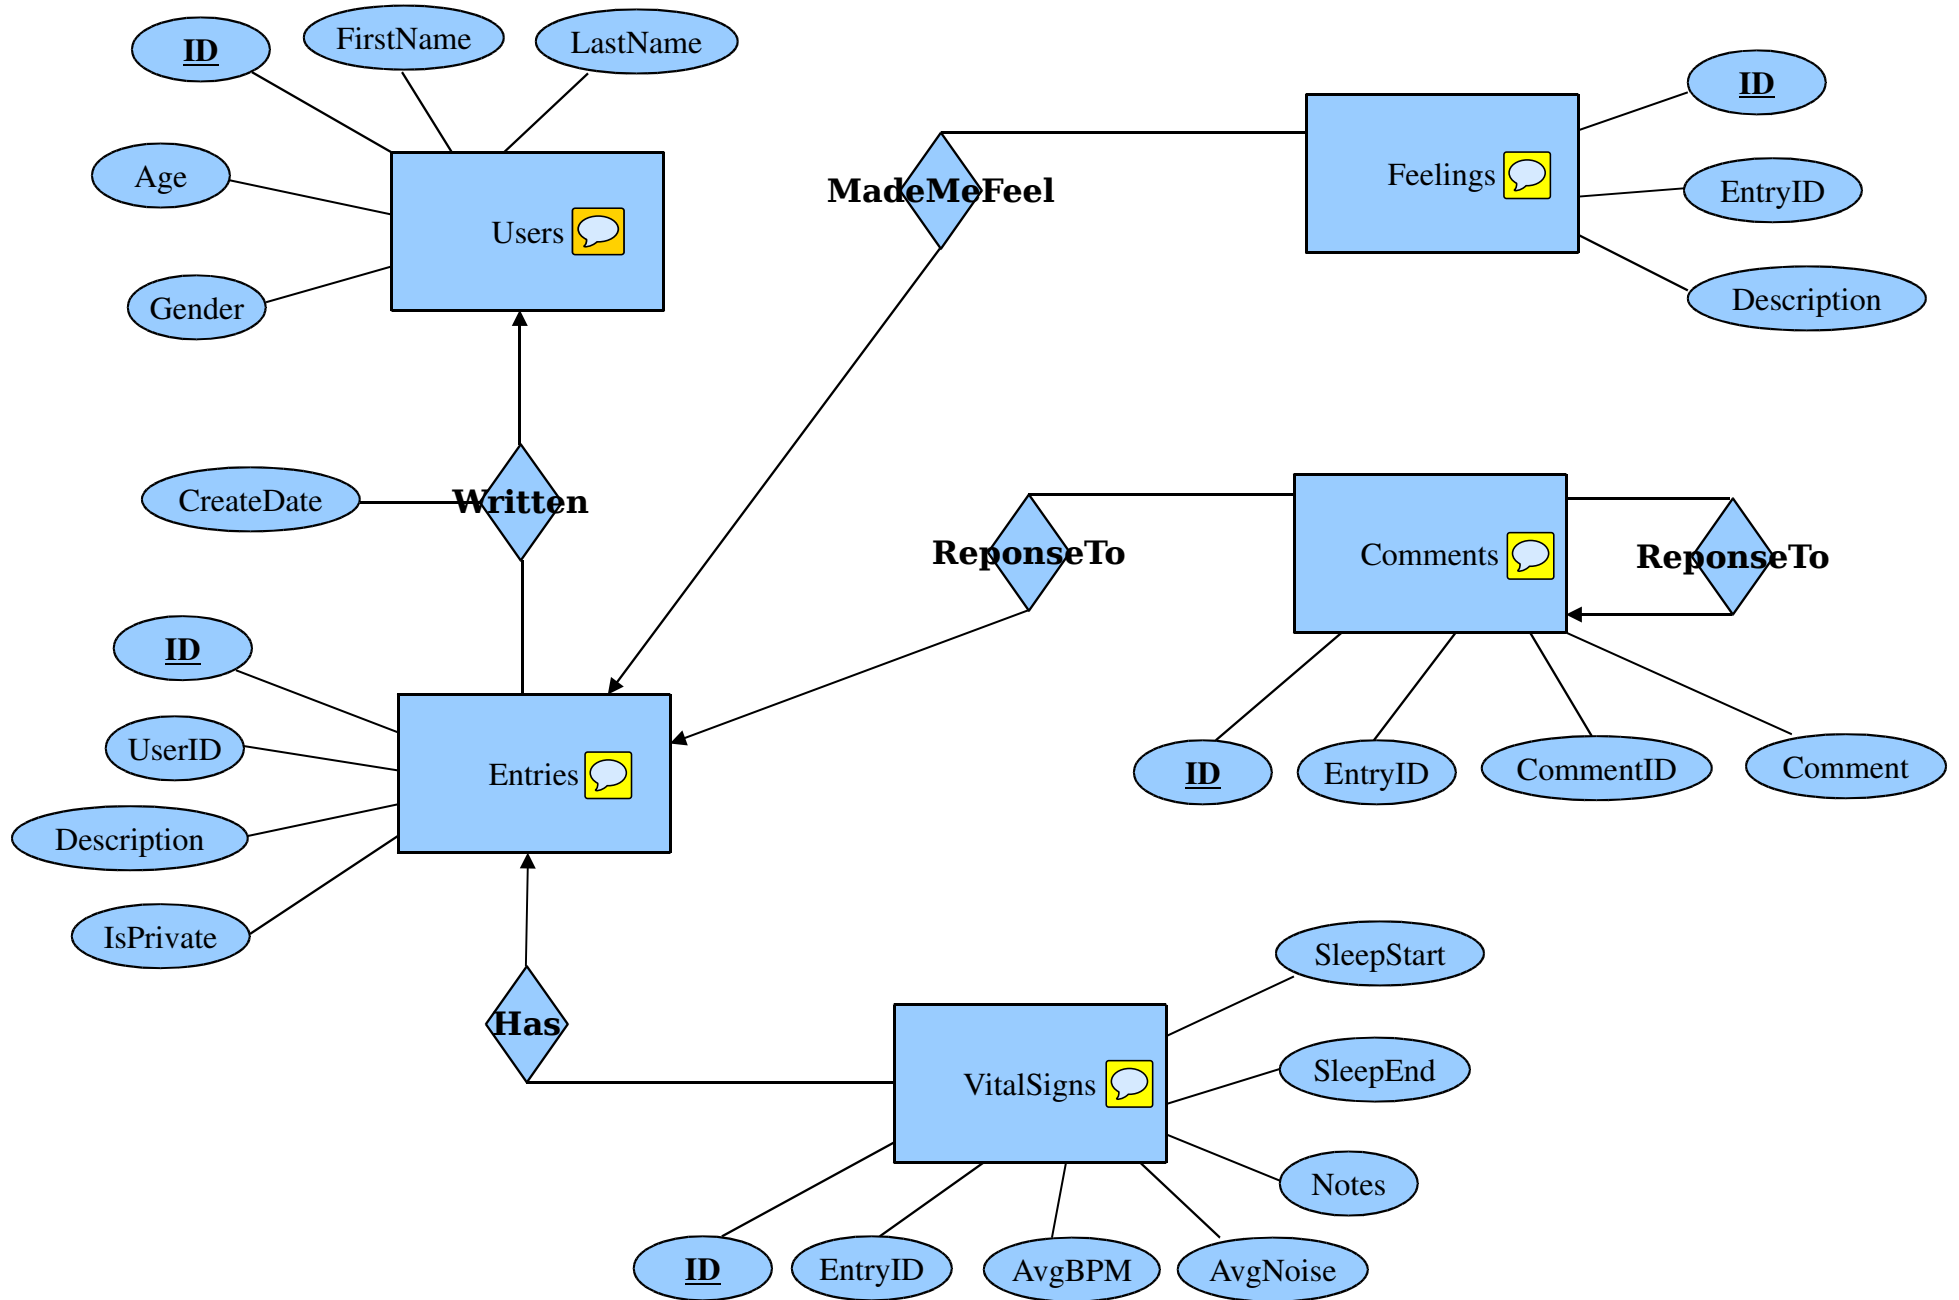 ID
FirstName
LastName
Age
Users
Gender
MadeMeFeel
Feelings
ID
EntryID
Description
CreateDate
Written
ReponseTo
Comments
ReponseTo
ID
EntryID
CommentID
Comment
ID
UserID
Entries
Description
IsPrivate
Has
VitalSigns
SleepStart
SleepEnd
Notes
ID
EntryID
AvgBPM
AvgNoise